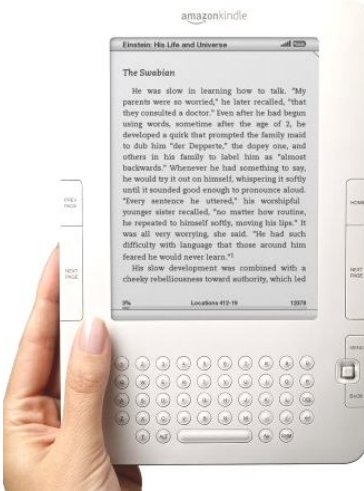 amazonkindle
Einstein: His Life and Universe
The Swabian
He was slow in learning how to talk. "My
parents were so worried," he later recalled, "that
they consulted a doctor." Even after he had begun
using words, sometime after the age of 2, he
developed a quirk that prompted the family maid
to dub him "der Depperte," the dopey one, and
others in his family to label him as "almost
backwards." Whenever he had something to say,
he would try it out on himself, whispering it softly
until it sounded good enough to pronounce aloud.
"Every sentence he uttered," his worshipful
younger sister recalled, "no matter how routine,
he repeated to himself softly, moving his lips." It
was all very worrying, she said. "He had such
difficulty with language that those around him
feared he would never learn."1
His slow development was combined with a
cheeky rebelliousness toward authority, which led
Locations 412-19
PREV
PAGE
NEXT
PAGE
HOME
NEXT
PAGE
MENU
BACK